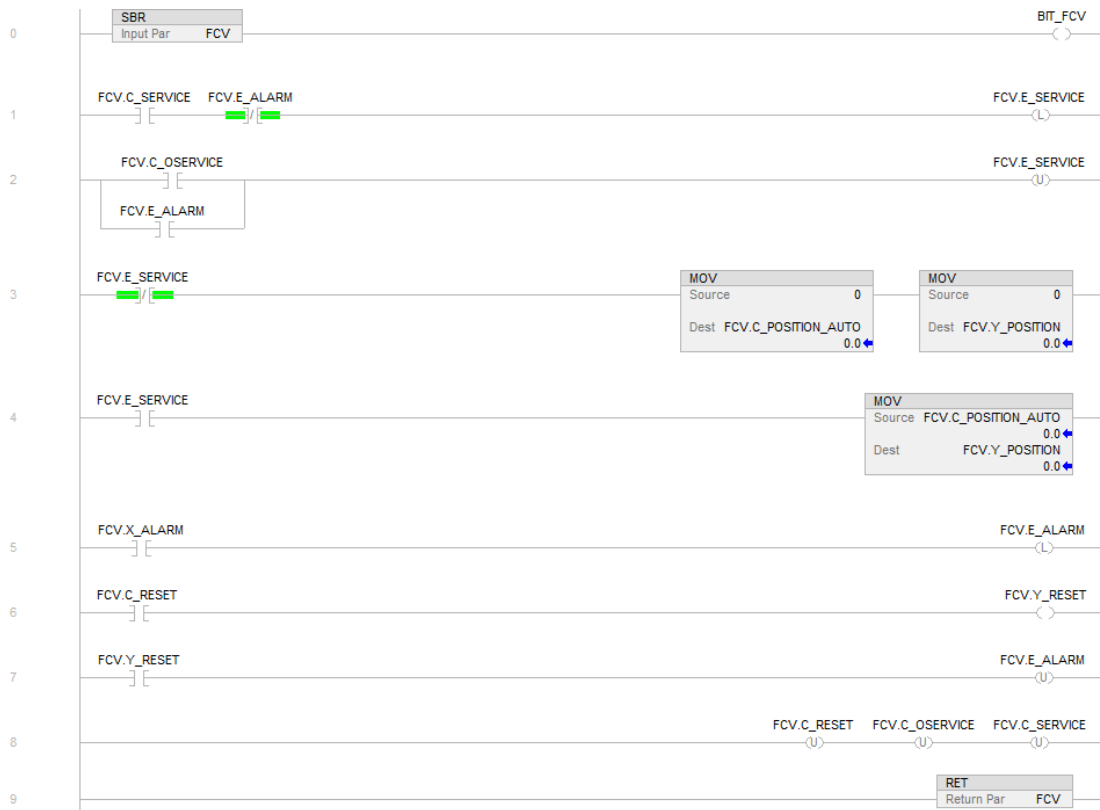 SBR
Input Par FCV
BIT_FCV
0
FCV.C_SERVICE FCV.E_ALARM
FCV.E_SERVICE
1
L
FCV.C_OSERVICE
FCV.E_SERVICE
2
U
FCV.E_ALARM
FCV.E_SERVICE
3
MOV
Source 0
Dest FCV.C_POSITION_AUTO
0.0
MOV
Source 0
Dest FCV.Y_POSITION
0.0
FCV.E_SERVICE
4
MOV
Source FCV.C_POSITION_AUTO
0.0
Dest FCV.Y_POSITION
0.0
FCV.X_ALARM
FCV.E_ALARM
5
L
FCV.C_RESET
FCV.Y_RESET
6
FCV.Y_RESET
FCV.E_ALARM
7
U
FCV.C_RESET FCV.C_OSERVICE FCV.C_SERVICE
8
U U U
RET
9
Return Par FCV